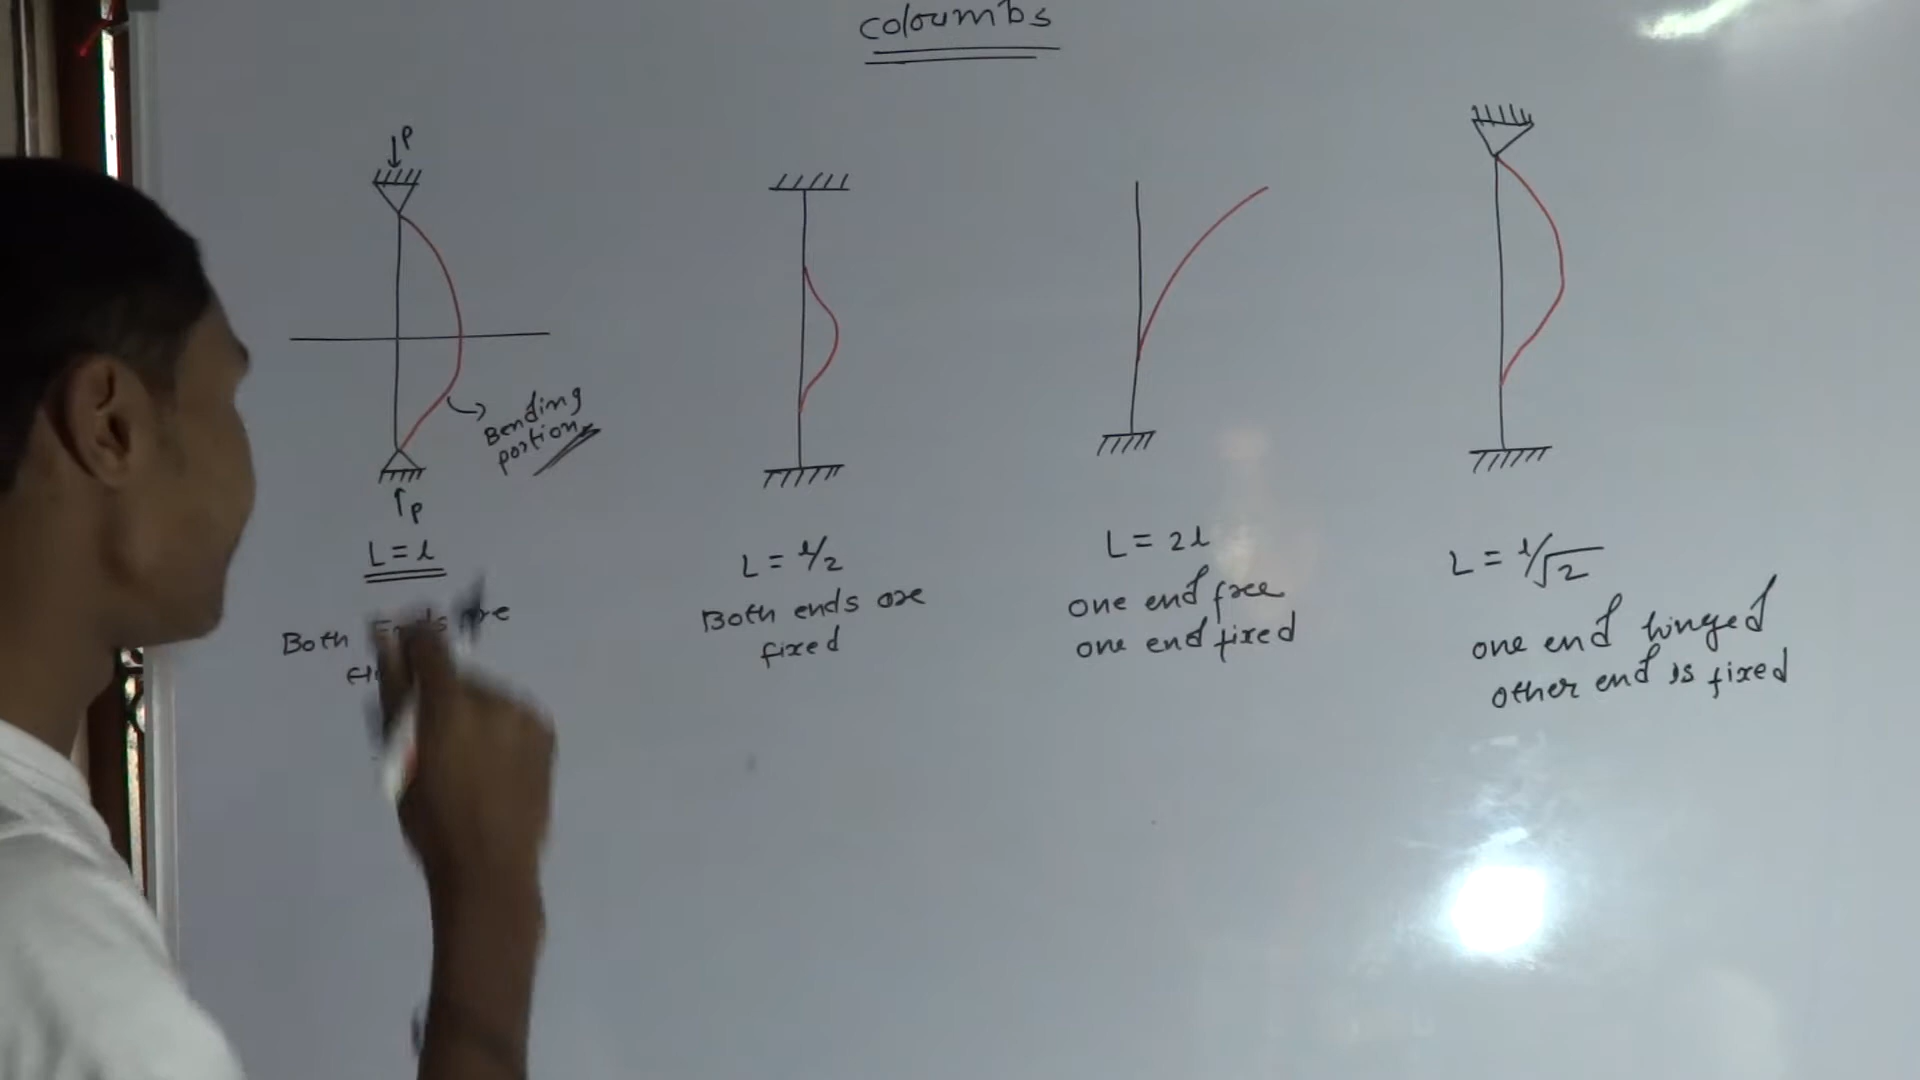 coloumbs
P
Bending
portion
P
L = l
Both Ends are
L = l/2
Both ends are
fixed
L = 2l
one end free
one end fixed
L = l/√2
one end hinged
other end is fixed